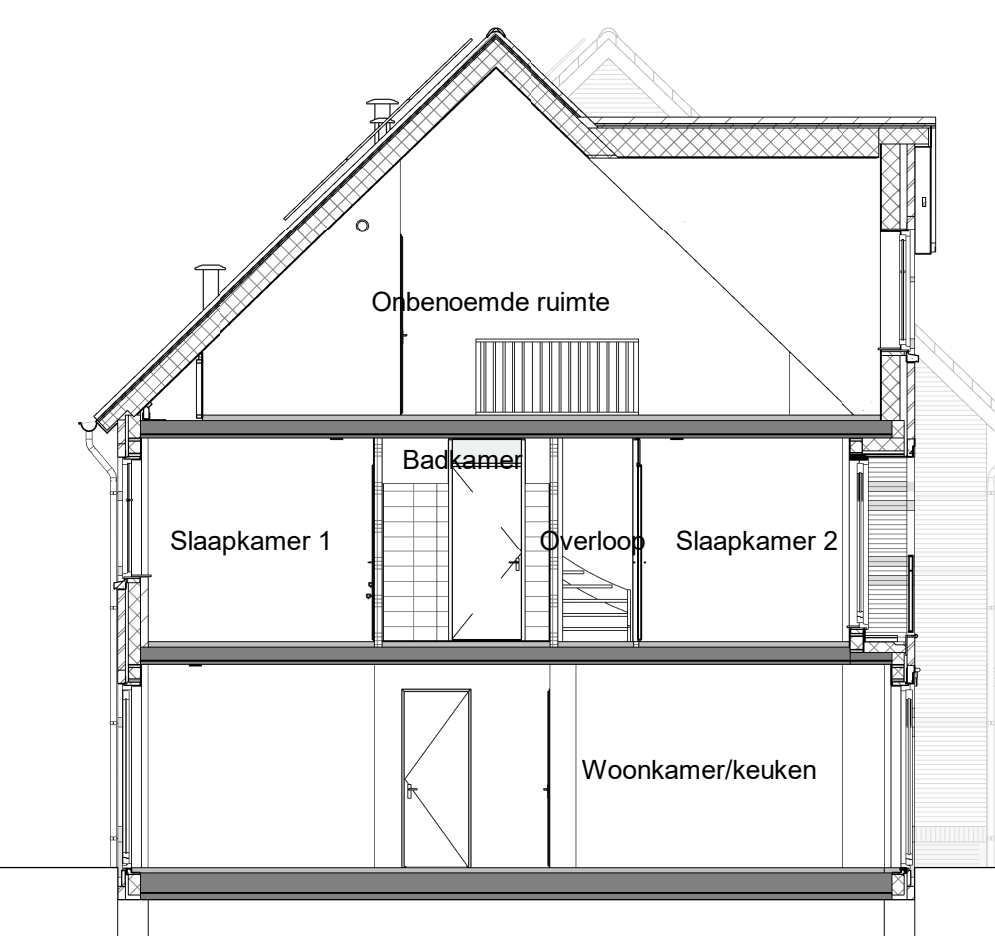 Onbenoemde ruimte
Badkamer
Slaapkamer 1
Overloop
Slaapkamer 2
Woonkamer/keuken